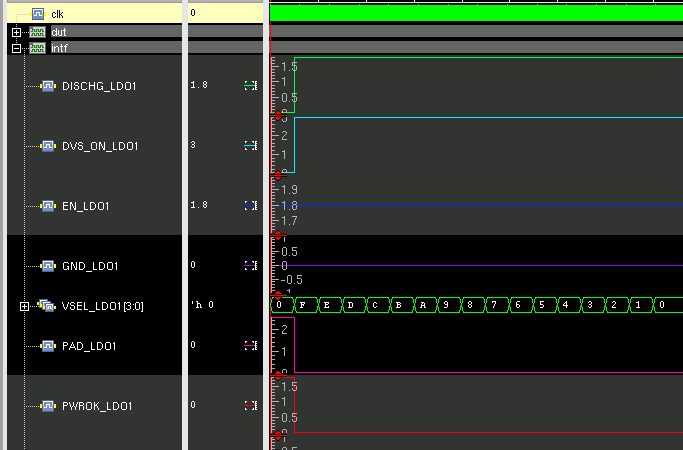 clk 0
dut
intf
DISCHG_LDO1 1.8 1.5 1 0.5 0
DVS_ON_LDO1 3 3 2 1 0
EN_LDO1 1.8 1.9 1.8 1.7
GND_LDO1 0 1 0.5 0 -0.5
VSEL_LDO1[3:0] 'h 0 0 F E D C B A 9 8 7 6 5 4 3 2 1 0
PAD_LDO1 0 2 1 0
PWROK_LDO1 0 1.5 1 0.5 0